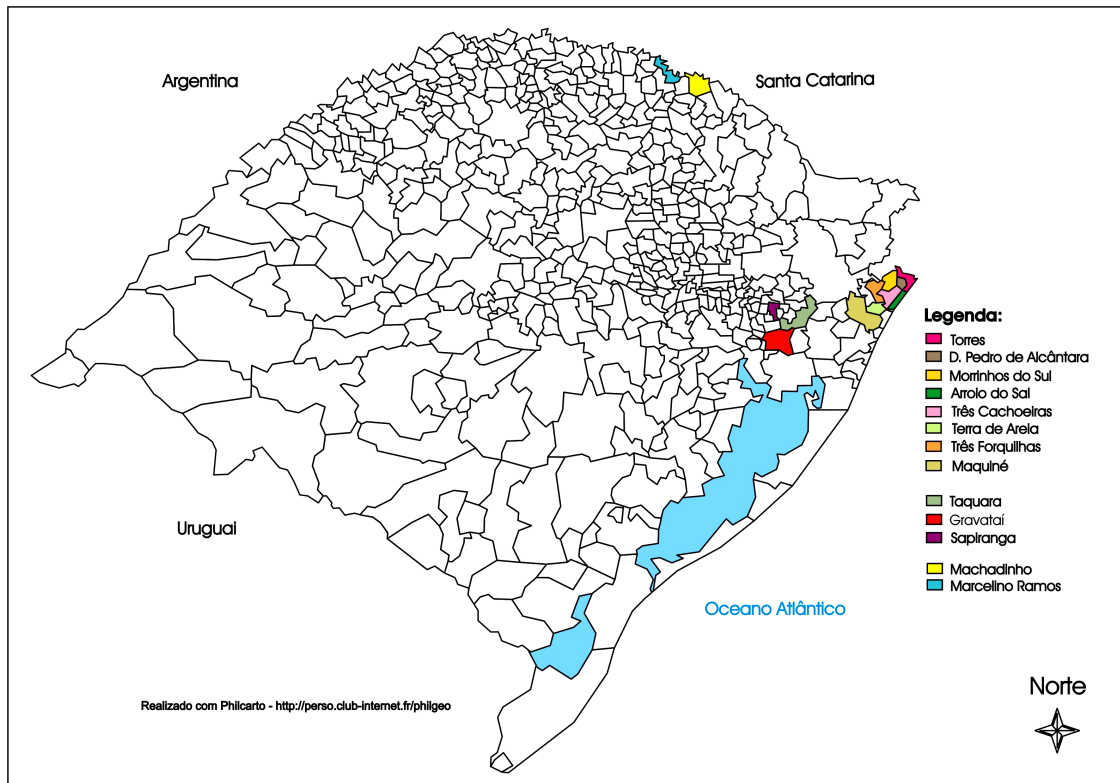 Argentina
Santa Catarina
Legenda:
Torres
D. Pedro de Alcântara
Morrinhos do Sul
Arroio do Sal
Três Cachoeiras
Terra de Areia
Três Forquilhas
Maquiné
Taquara
Gravataí
Sapiranga
Machadinho
Marcelino Ramos
Uruguai
Oceano Atlântico
Norte
Realizado com Philcarto - http://perso.club-internet.fr/philgeo